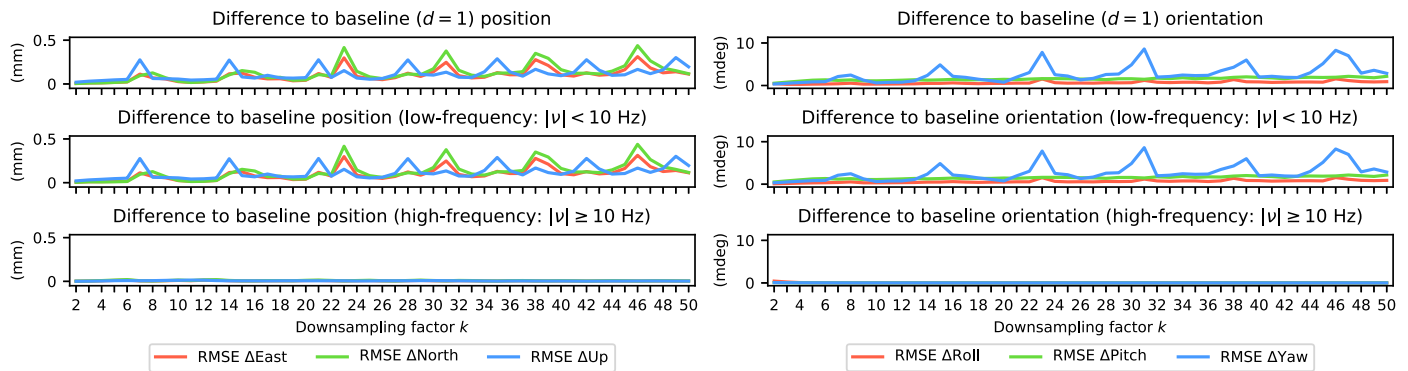 Difference to baseline (d = 1) position
0.5
0.0
(mm)
Difference to baseline position (low-frequency: |ν| < 10 Hz)
0.5
0.0
(mm)
Difference to baseline position (high-frequency: |ν| ≥ 10 Hz)
0.5
0
(mm)
2 4 6 8 10 12 14 16 18 20 22 24 26 28 30 32 34 36 38 40 42 44 46 48 50
Downsampling factor k
RMSE ΔEast RMSE ΔNorth RMSE ΔUp
Difference to baseline (d = 1) orientation
10
0
(mdeg)
Difference to baseline orientation (low-frequency: |ν| < 10 Hz)
10
0
(mdeg)
Difference to baseline orientation (high-frequency: |ν| ≥ 10 Hz)
10
0
(mdeg)
2 4 6 8 10 12 14 16 18 20 22 24 26 28 30 32 34 36 38 40 42 44 46 48 50
Downsampling factor k
RMSE ΔRoll RMSE ΔPitch RMSE ΔYaw